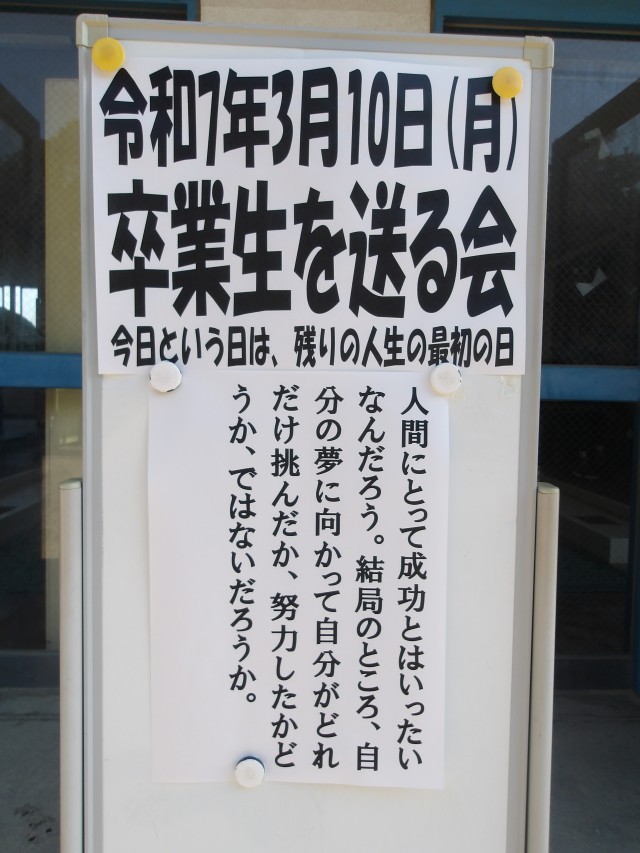 令和7年3月10日(月)
卒業生を送る会
今日という日は、残りの人生の最初の日
人間にとって成功とはいったい
なんだろう。結局のところ、自
分の夢に向かって自分がどれ
だけ挑んだか、努力したかど
うか、ではないだろうか。